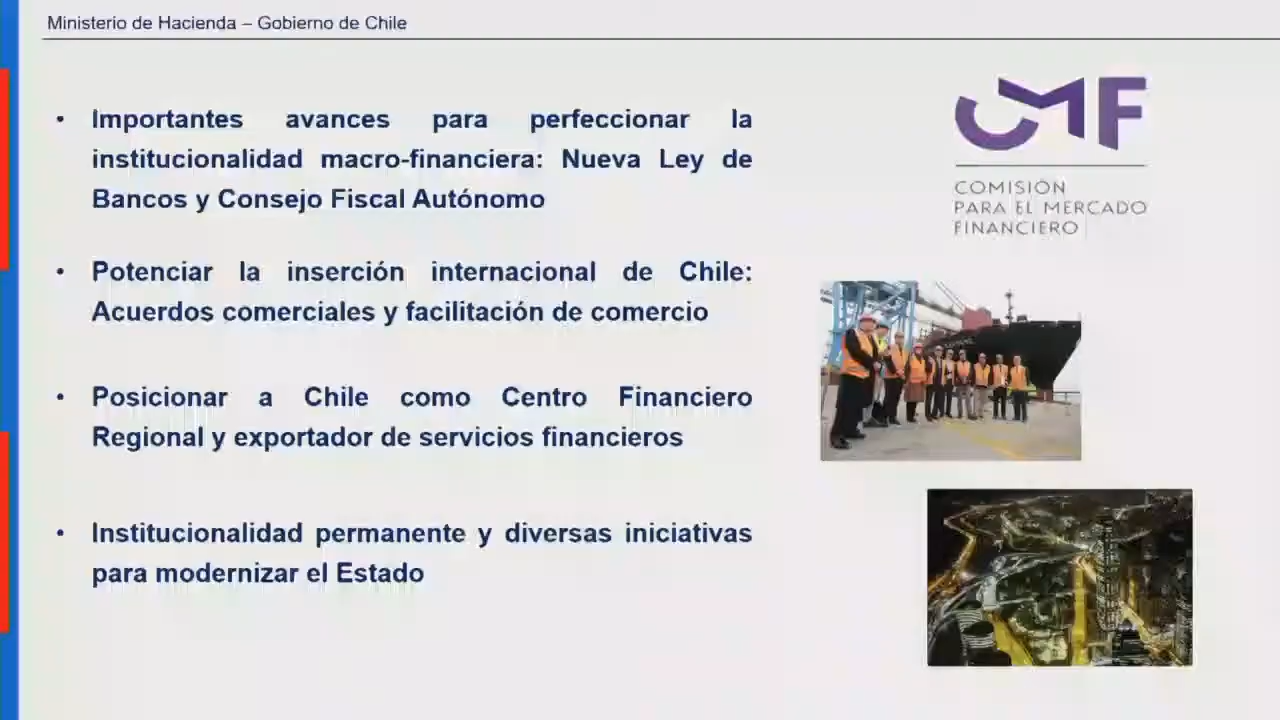 Ministerio de Hacienda – Gobierno de Chile
• Importantes avances para perfeccionar la
institucionalidad macro-financiera: Nueva Ley de
Bancos y Consejo Fiscal Autónomo
• Potenciar la inserción internacional de Chile:
Acuerdos comerciales y facilitación de comercio
• Posicionar a Chile como Centro Financiero
Regional y exportador de servicios financieros
• Institucionalidad permanente y diversas iniciativas
para modernizar el Estado
CMF
COMISIÓN
PARA EL MERCADO
FINANCIERO